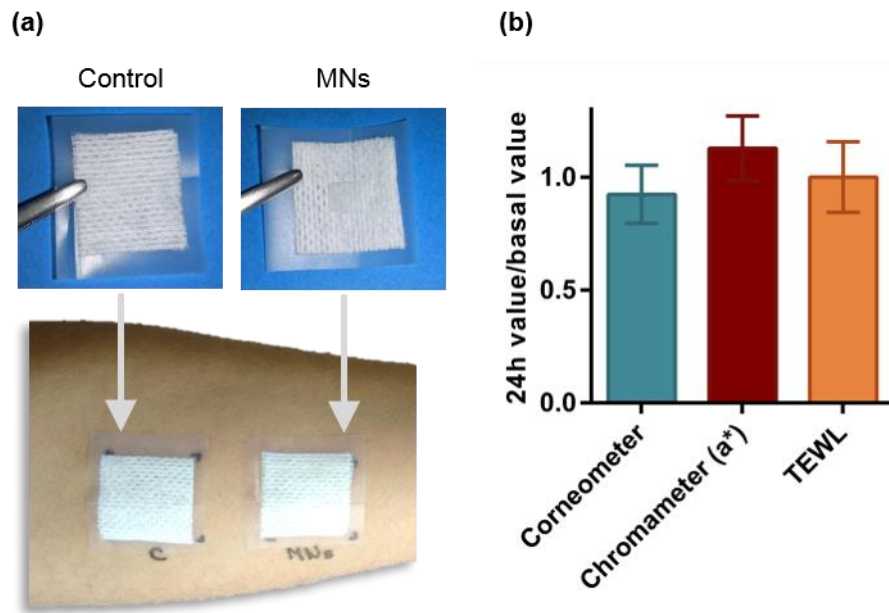 (a)
Control
MNs
C
MNs
(b)
24h value/basal value
1.0
0.5
0.0
Corneometer
Chromameter (a*)
TEWL